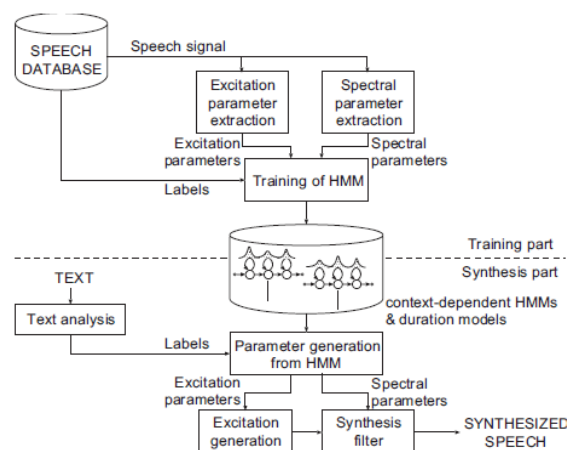 SPEECH
DATABASE
Speech signal
Excitation
parameter
extraction
Spectral
parameter
extraction
Excitation
parameters
Spectral
parameters
Labels
Training of HMM
Training part
Synthesis part
TEXT
context-dependent HMMs
& duration models
Text analysis
Labels
Parameter generation
from HMM
Excitation
parameters
Spectral
parameters
Excitation
generation
Synthesis
filter
SYNTHESIZED
SPEECH